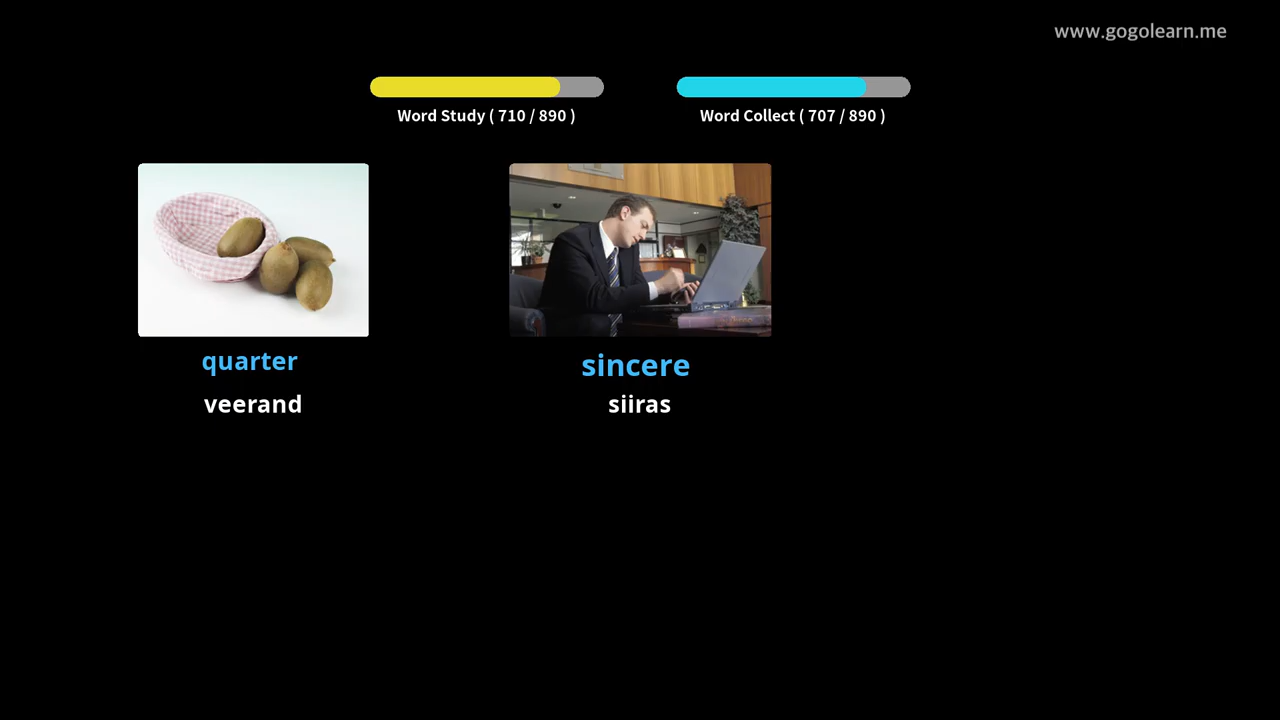 www.gogolearn.me
Word Study ( 710 / 890 )
Word Collect ( 707 / 890 )
quarter
veerand
sincere
siiras